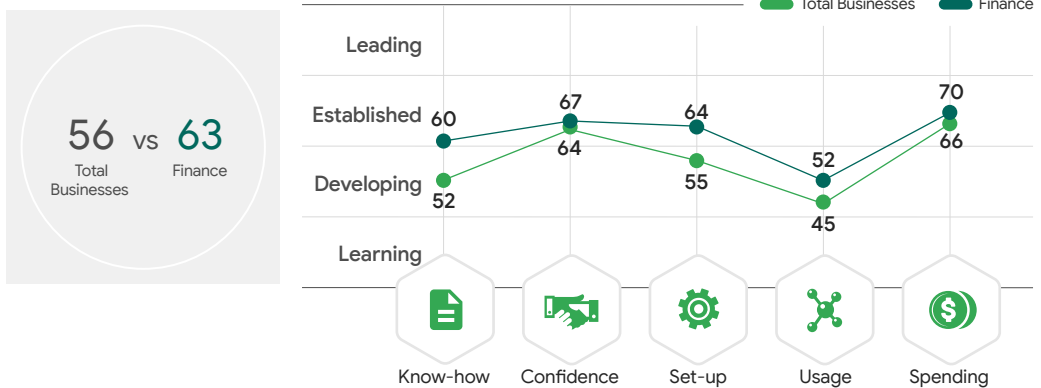 Total Businesses
Finance
56 vs 63
Total
Businesses
Finance
Leading
Established
Developing
Learning
60
67
64
52
70
52
64
55
45
66
$
Know-how
Confidence
Set-up
Usage
Spending